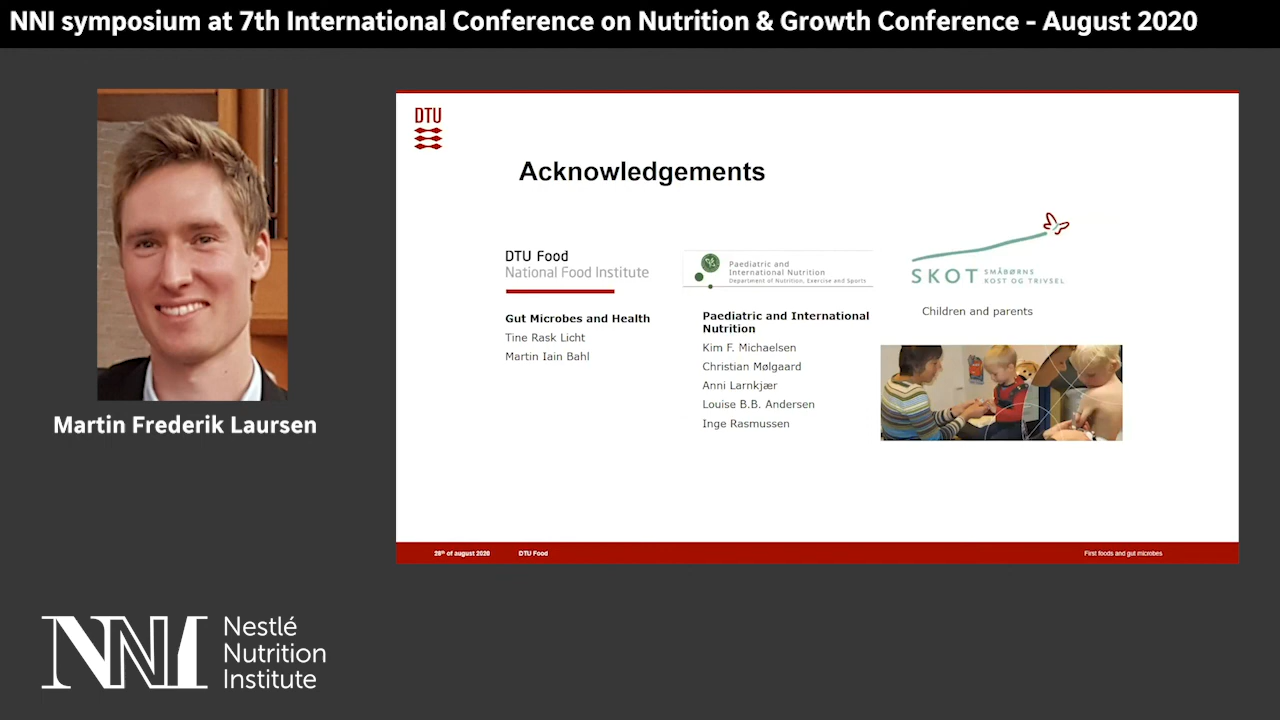 NNI symposium at 7th International Conference on Nutrition & Growth Conference - August 2020
Martin Frederik Laursen
NNI
Nestlé
Nutrition
Institute
DTU
Acknowledgements
DTU Food
National Food Institute
Gut Microbes and Health
Tine Rask Licht
Martin Iain Bahl
Paediatric and
International Nutrition
Department of Nutrition, Exercise and Sports
Paediatric and International
Nutrition
Kim F. Michaelsen
Christian Mølgaard
Anni Larnkjær
Louise B.B. Andersen
Inge Rasmussen
SKOT SMÅBØRNS
KOST OG TRIVSEL
Children and parents
28th of august 2020
DTU Food
First foods and gut microbes